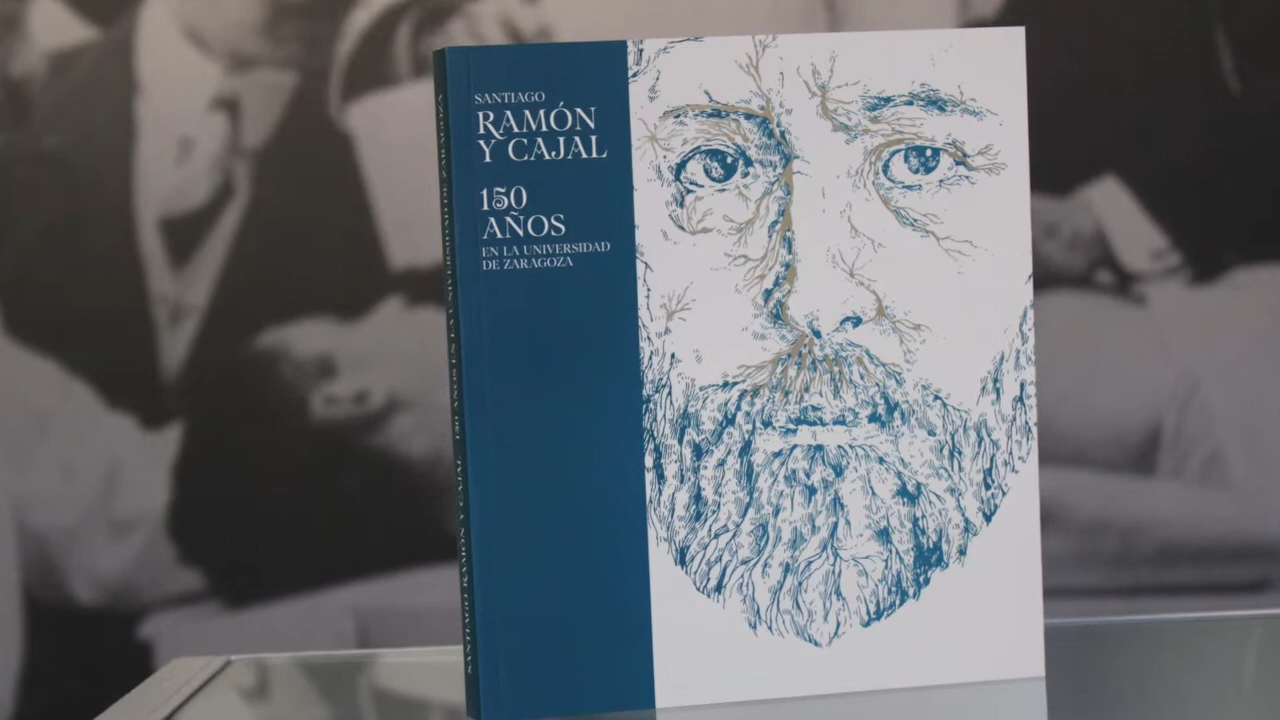 SANTIAGO
RAMÓN
Y CAJAL
150
AÑOS
EN LA UNIVERSIDAD
DE ZARAGOZA
SANTIAGO RAMÓN Y CAJAL 150 AÑOS EN LA UNIVERSIDAD DE ZARAGOZA